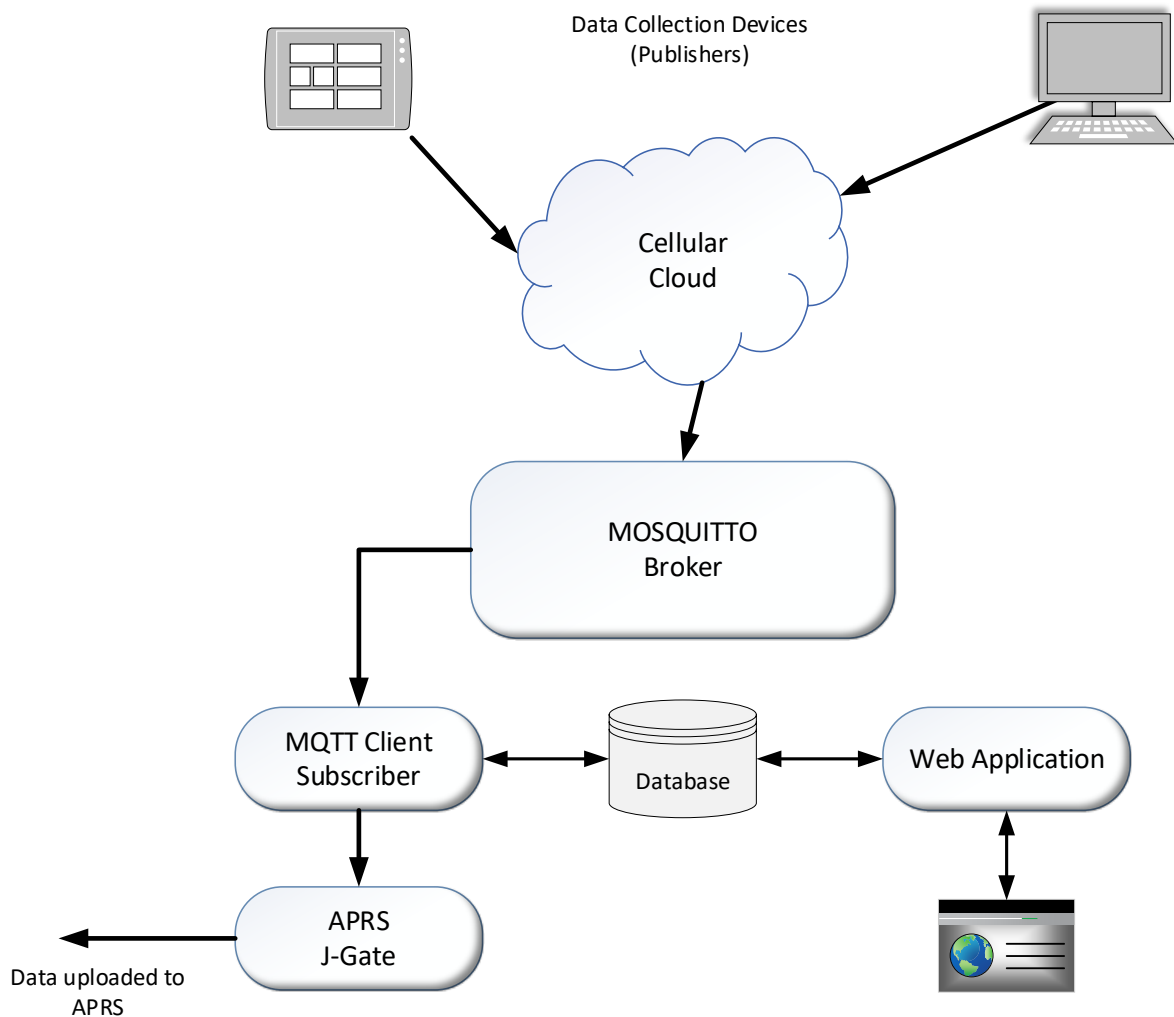 Data Collection Devices
(Publishers)
Cellular
Cloud
MOSQUITTO
Broker
MQTT Client
Subscriber
Database
Web Application
APRS
J-Gate
Data uploaded to
APRS